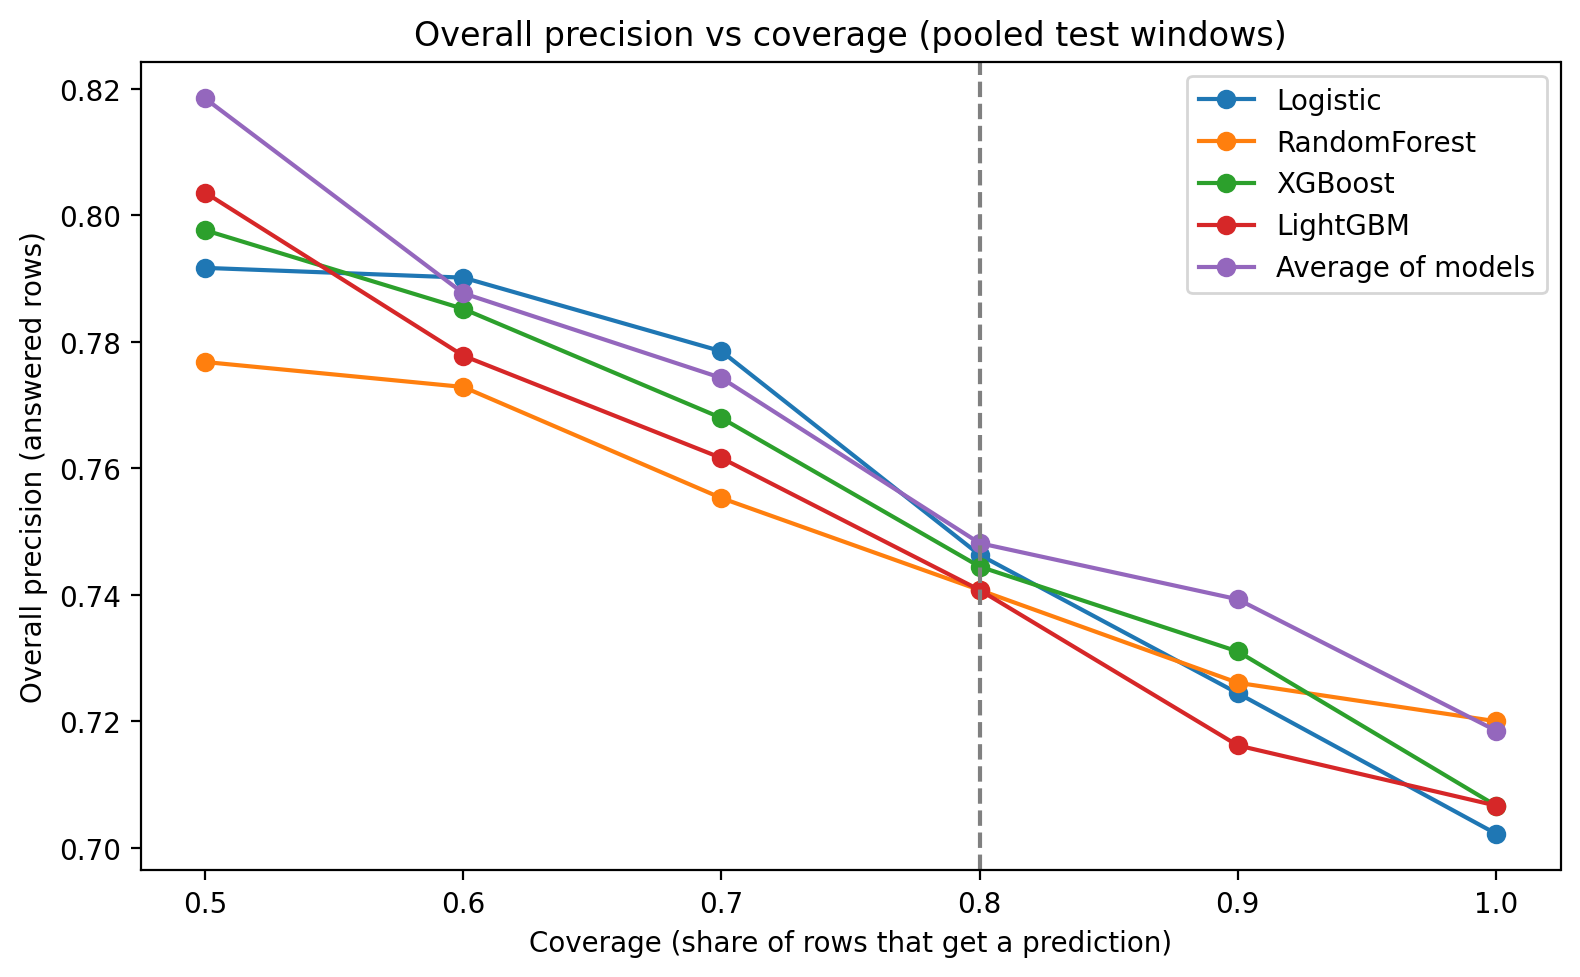 Overall precision vs coverage (pooled test windows)
Overall precision (answered rows)
0.82
0.80
0.78
0.76
0.74
0.72
0.70
Logistic
RandomForest
XGBoost
LightGBM
Average of models
0.5 0.6 0.7 0.8 0.9 1.0
Coverage (share of rows that get a prediction)